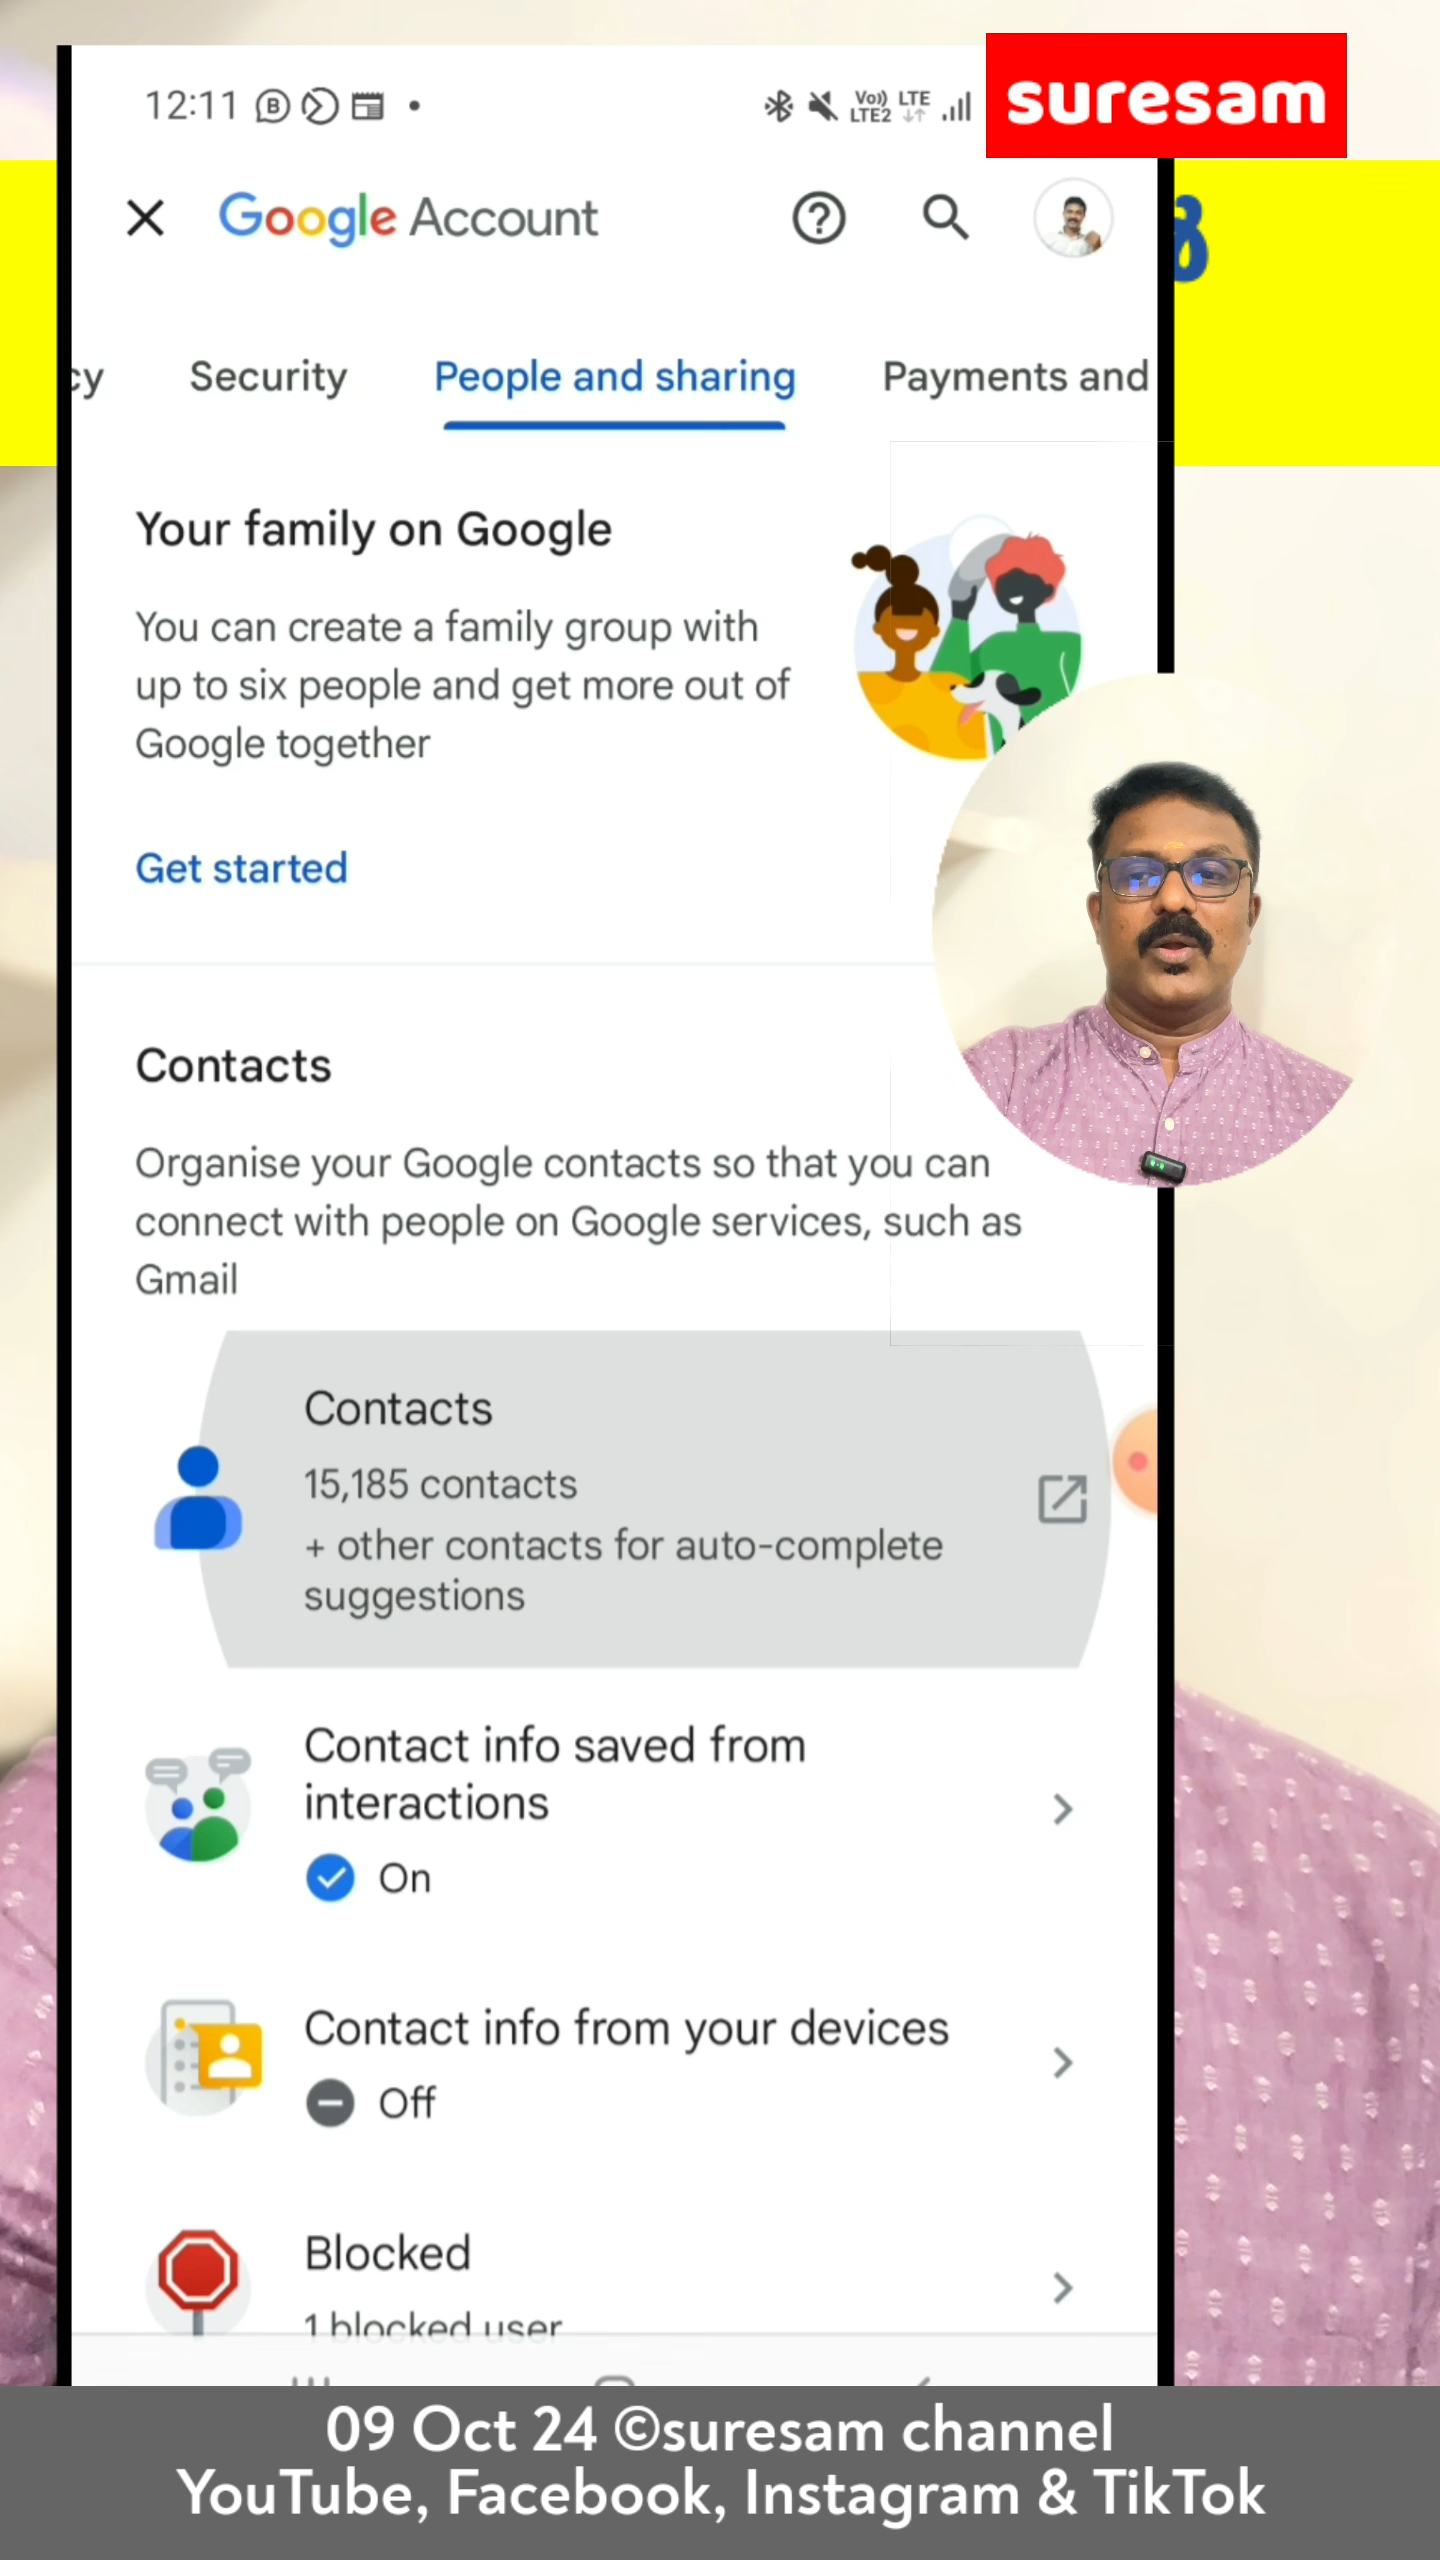 suresam
12:11
VoLTE2 LTE
Google Account
Security
People and sharing
Payments and
Your family on Google
You can create a family group with
up to six people and get more out of
Google together
Get started
Contacts
Organise your Google contacts so that you can
connect with people on Google services, such as
Gmail
Contacts
15,185 contacts
+ other contacts for auto-complete
suggestions
Contact info saved from
interactions
On
Contact info from your devices
Off
Blocked
1 blocked user
09 Oct 24 ©suresam channel
YouTube, Facebook, Instagram & TikTok